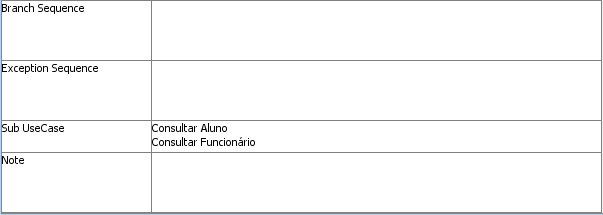 Branch Sequence
Exception Sequence
Sub UseCase
Consultar Aluno
Consultar Funcionário
Note